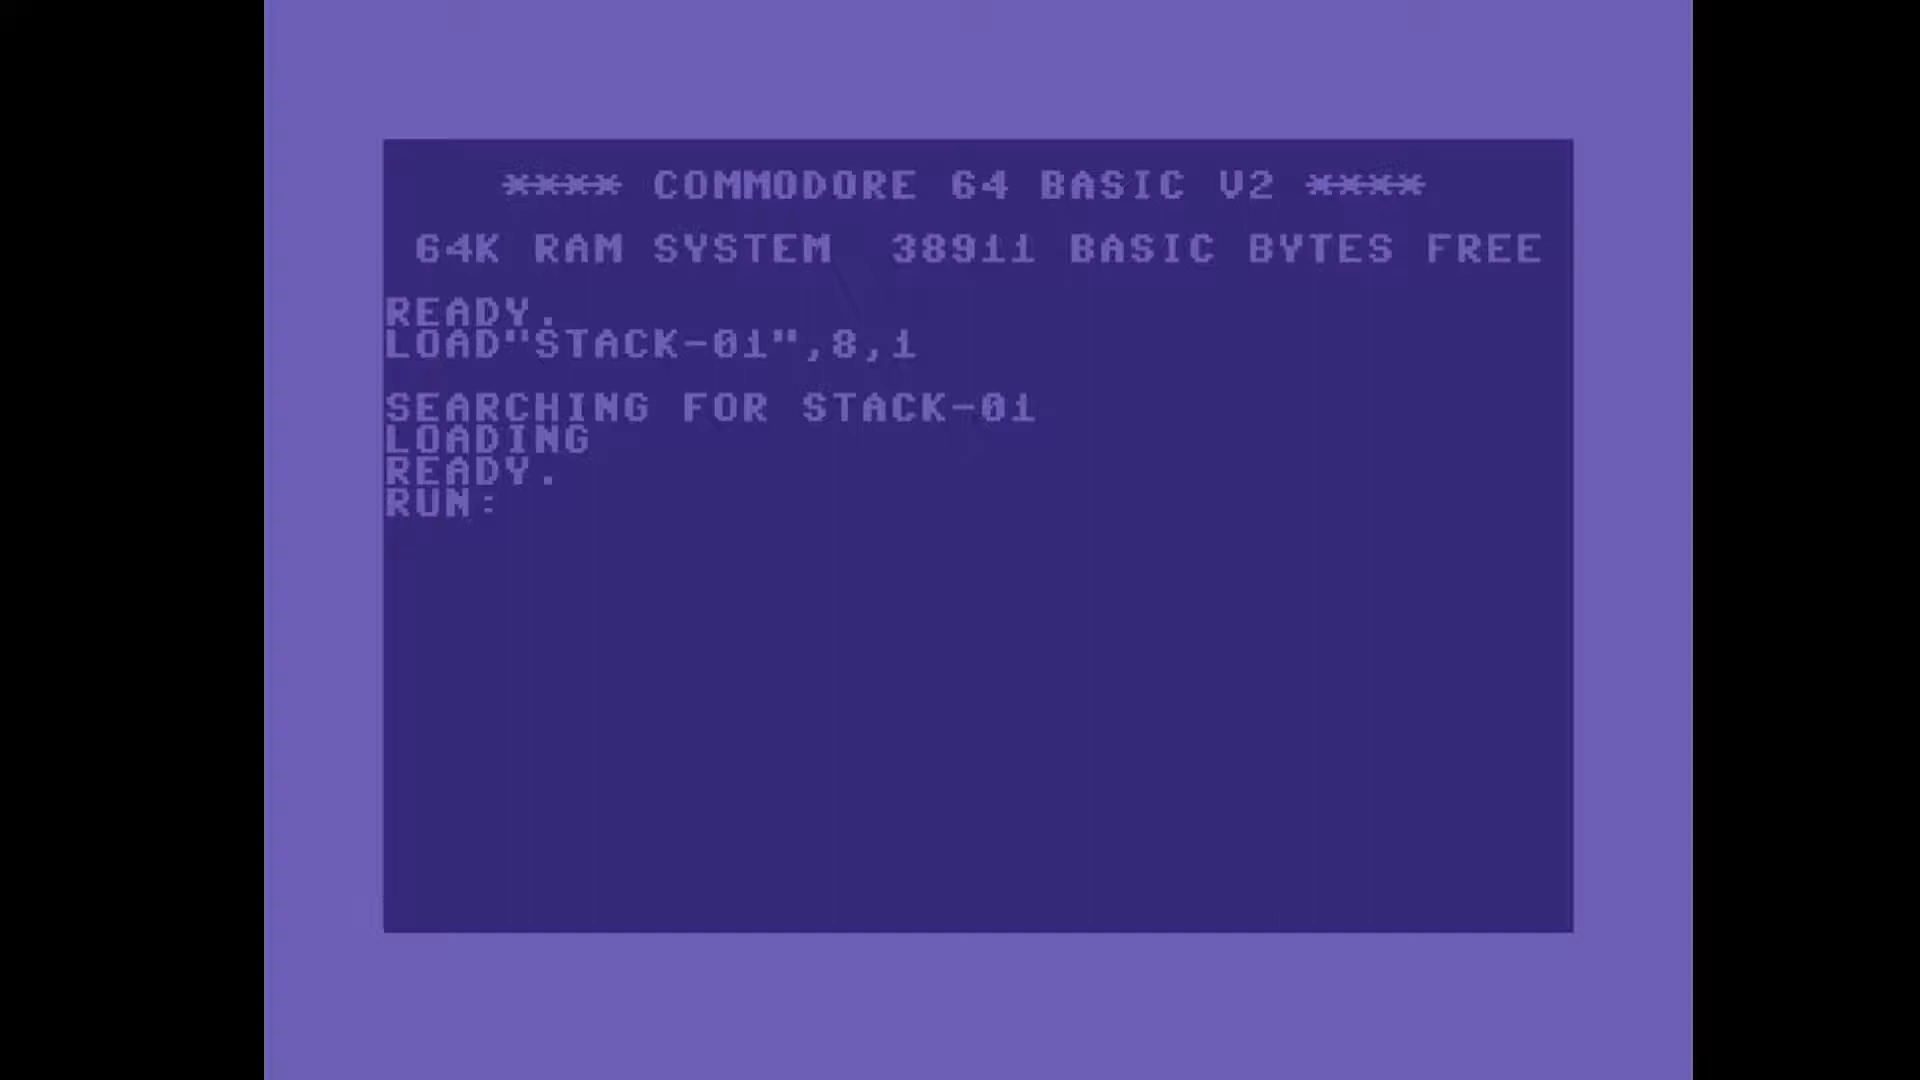 **** COMMODORE 64 BASIC V2 ****
64K RAM SYSTEM  38911 BASIC BYTES FREE
READY.
LOAD"STACK-01",8,1
SEARCHING FOR STACK-01
LOADING
READY.
RUN: